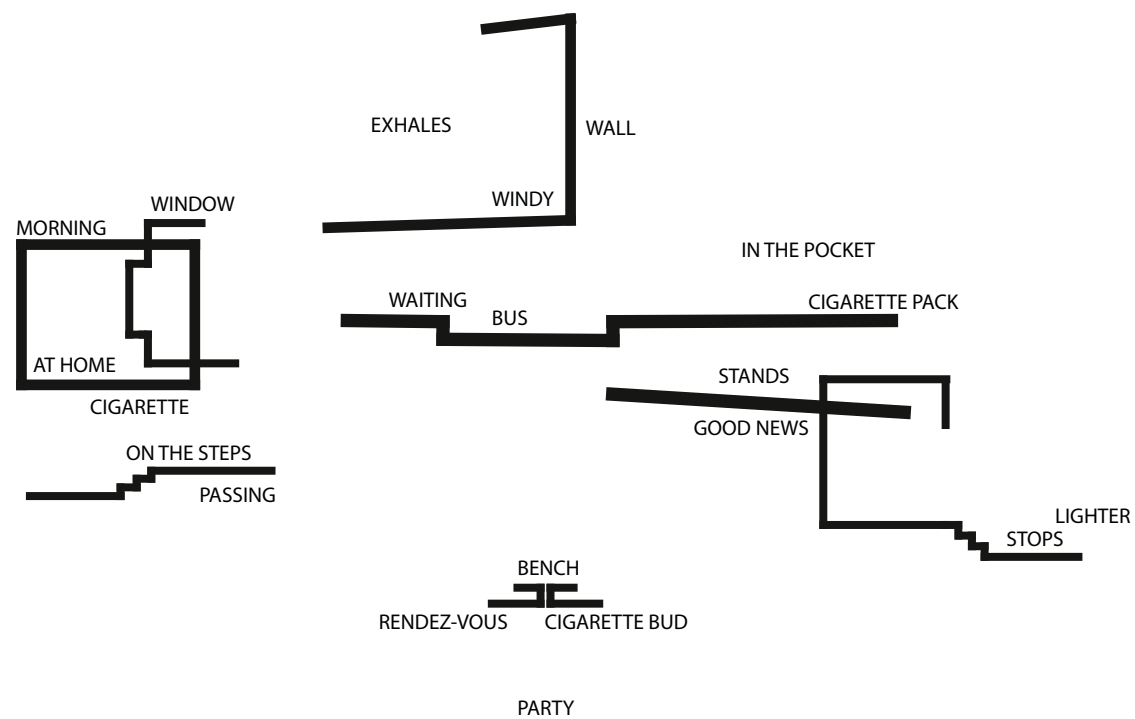 EXHALES
WALL
WINDY
WINDOW
MORNING
IN THE POCKET
WAITING
BUS
CIGARETTE PACK
AT HOME
CIGARETTE
STANDS
GOOD NEWS
ON THE STEPS
PASSING
LIGHTER
STOPS
BENCH
RENDEZ-VOUS
CIGARETTE BUD
PARTY